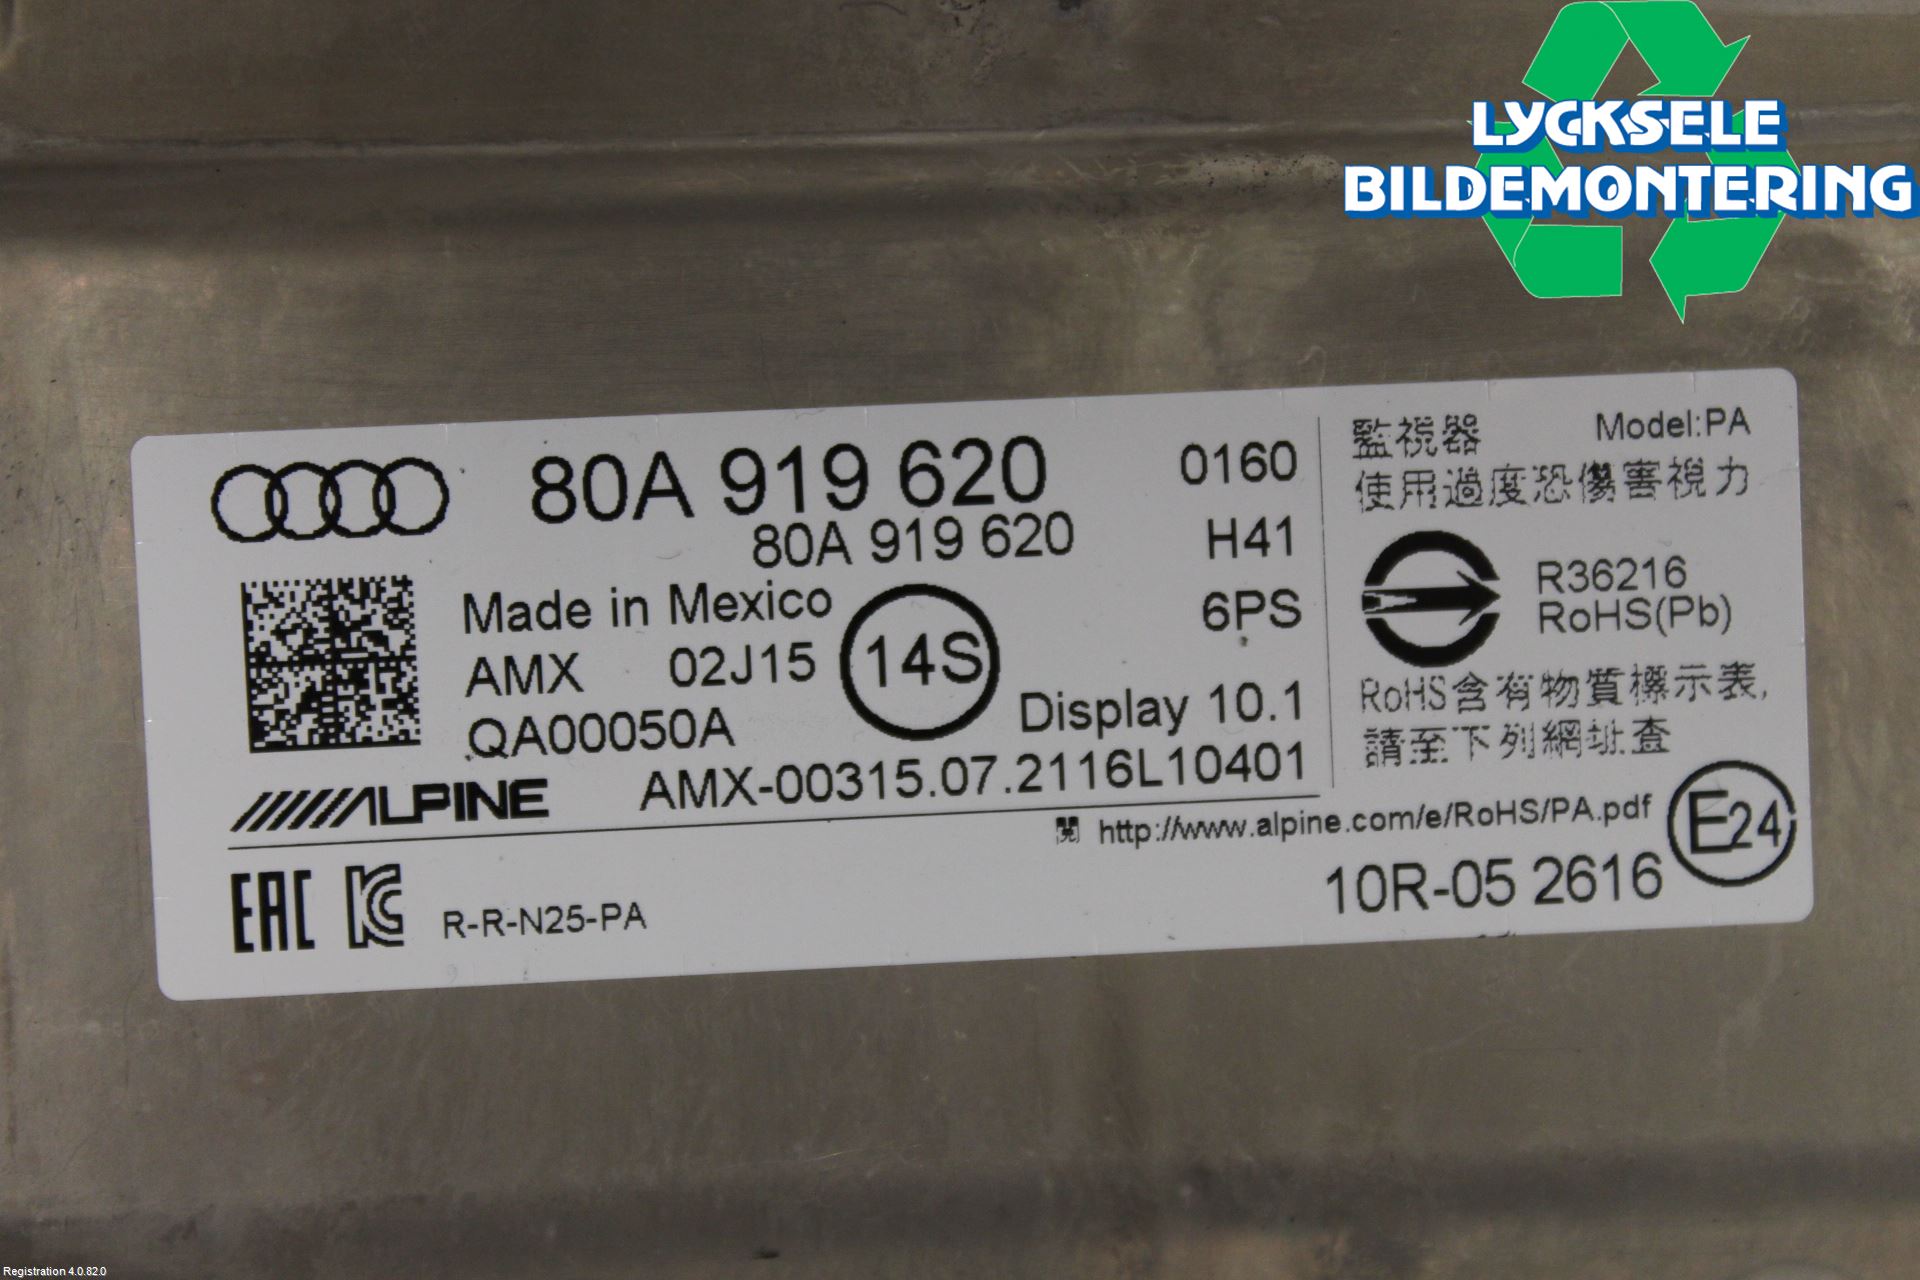 LYCKSELE
BILDEMONTERING
80A 919 620 0160
80A 919 620 H41
Made in Mexico 6PS
AMX 02J15 14S
QA00050A Display 10.1
ALPINE AMX-00315.07.2116L10401
監視器 Model:PA
使用過度恐傷害視力
R36216
RoHS(Pb)
RoHS含有物質標示表,
請至下列網址查
閱 http://www.alpine.com/e/RoHS/PA.pdf
E24
10R-05 2616
EAC KC R-R-N25-PA
Registration 4.0.82.0